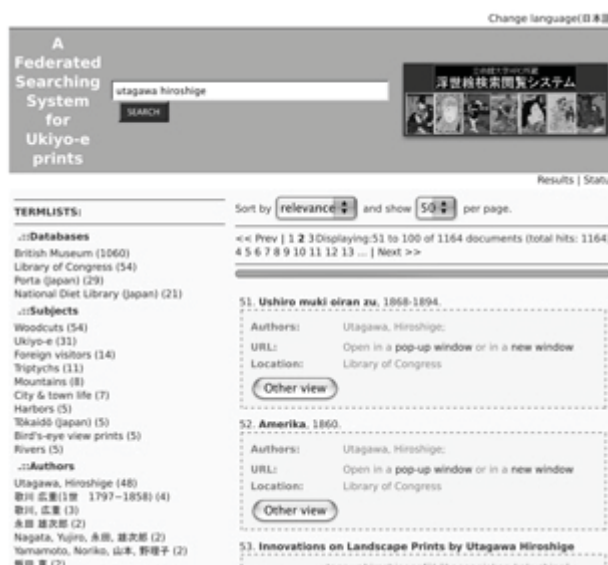 Change language(日本語
A
Federated
Searching
System
for
Ukiyo-e
prints
utagawa hiroshige
SEARCH
浮世絵検索閲覧システム
Results | Statu
TERMLISTS:
.::Databases
British Museum (1060)
Library of Congress (54)
Porta (Japan) (29)
National Diet Library (Japan) (21)
.::Subjects
Woodcuts (54)
Ukiyo-e (31)
Foreign visitors (14)
Triptychs (11)
Mountains (8)
City & town life (7)
Harbors (5)
Tōkaidō (Japan) (5)
Bird's-eye view prints (5)
Rivers (5)
.::Authors
Utagawa, Hiroshige (48)
歌川 広重(1世 1797−1858) (4)
歌川, 広重 (3)
永田 雄次郎 (2)
Nagata, Yujiro, 永田, 雄次郎 (2)
Yamamoto, Noriko, 山本, 野理子 (2)
Sort by relevance and show 50 per page.
<< Prev | 1 2 3 Displaying:51 to 100 of 1164 documents (total hits: 1164
4 5 6 7 8 9 10 11 12 13 ... | Next >>
51. Ushiro muki oiran zu, 1868-1894.
Authors: Utagawa, Hiroshige;
URL: Open in a pop-up window or in a new window
Location: Library of Congress
Other view
52. Amerika, 1860.
Authors: Utagawa, Hiroshige;
URL: Open in a pop-up window or in a new window
Location: Library of Congress
Other view
53. Innovations on Landscape Prints by Utagawa Hiroshige